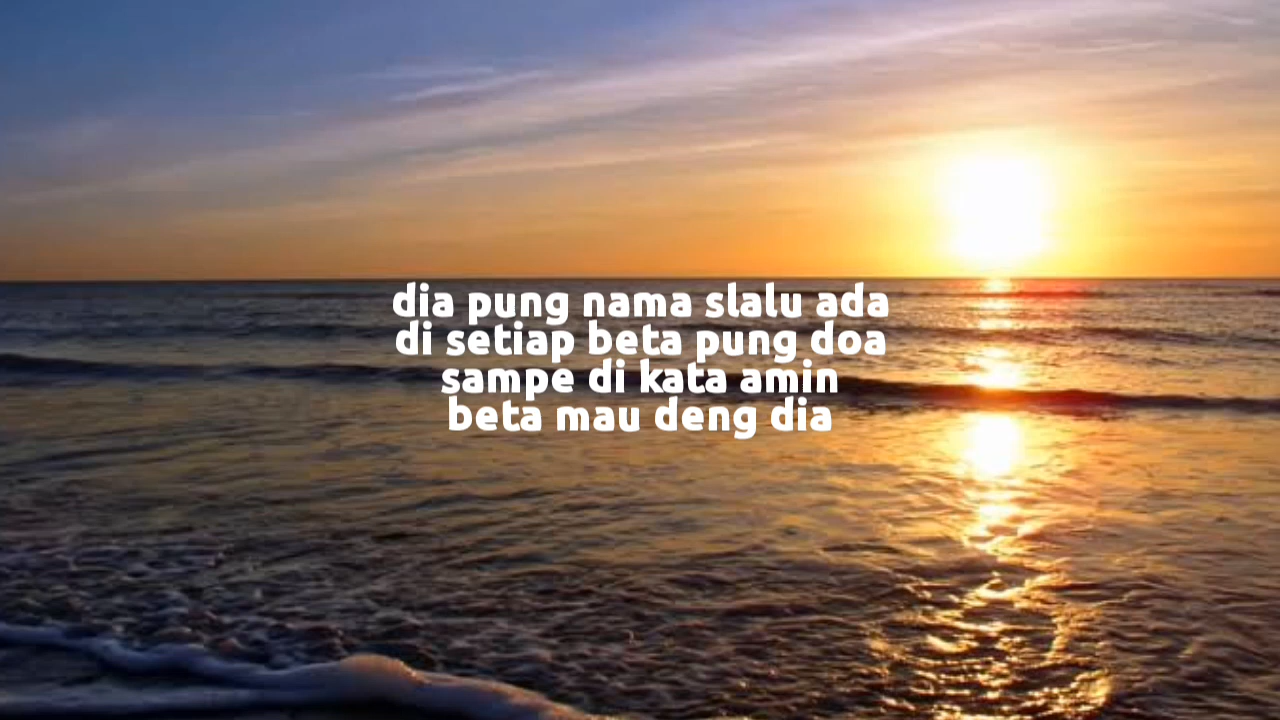 dia pung nama slalu ada
di setiap beta pung doa
sampe di kata amin
beta mau deng dia